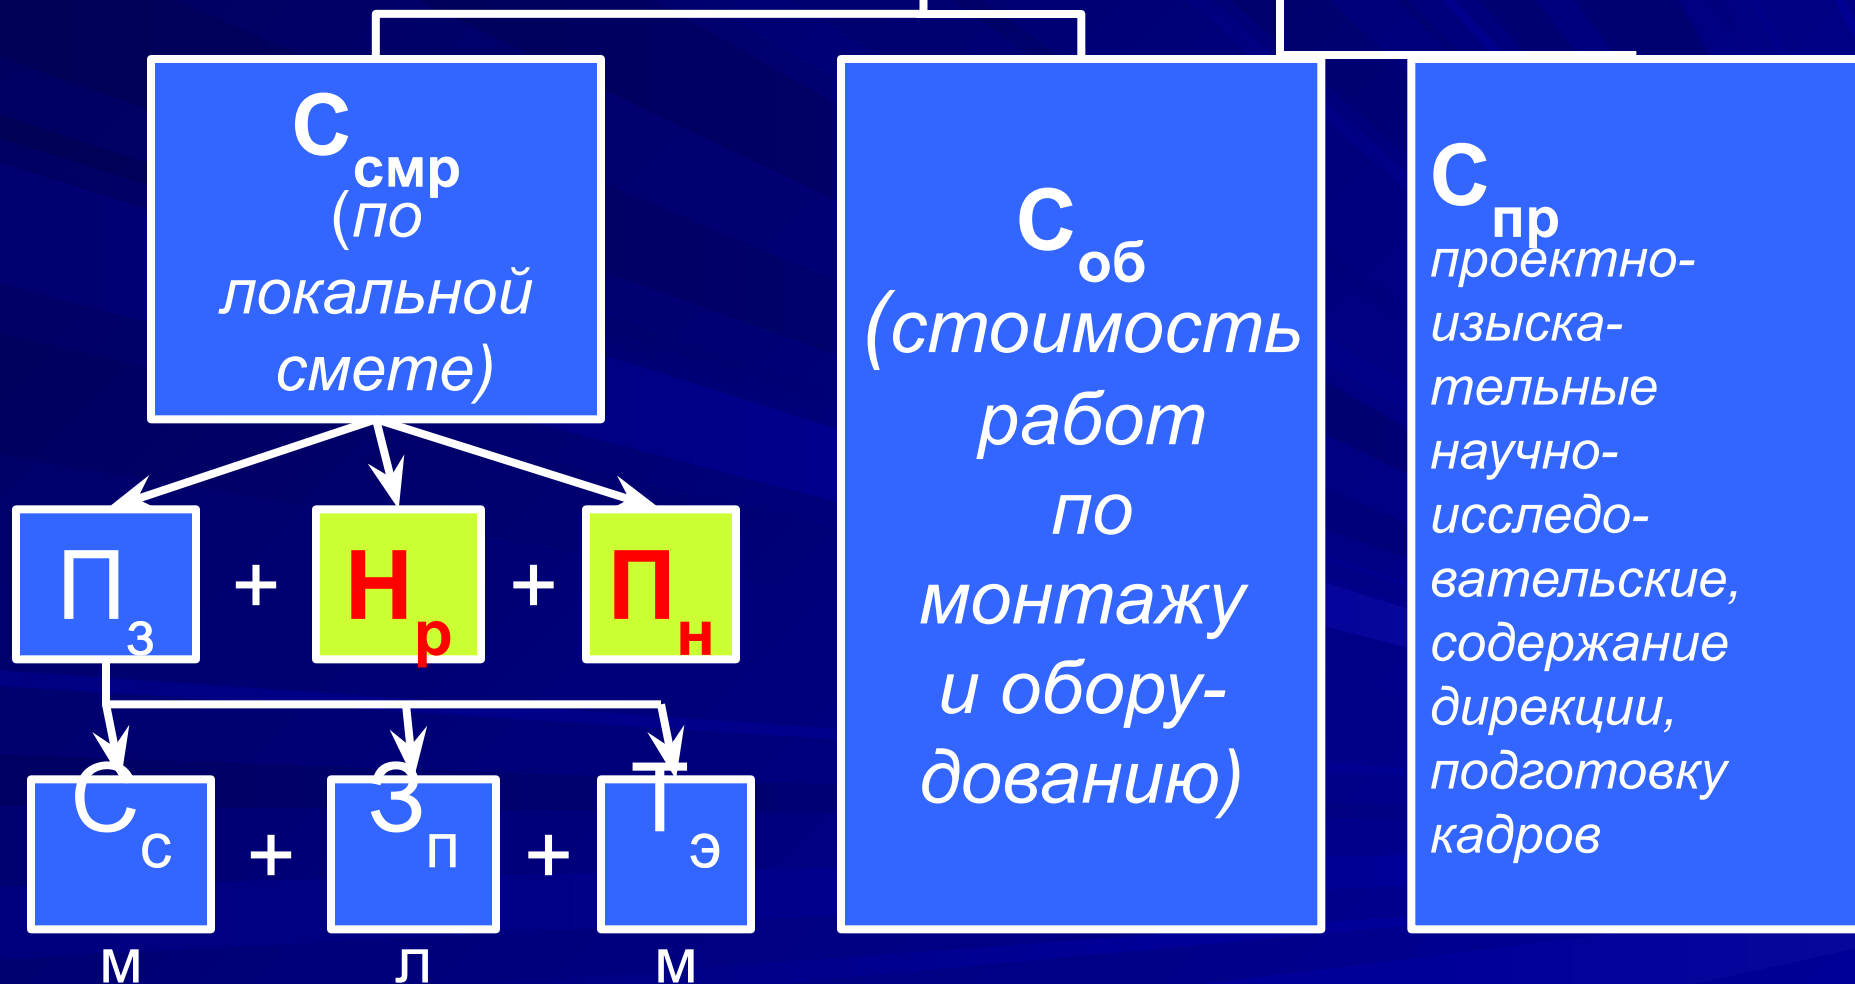 С смр
(по
локальной
смете)
С об
(стоимость
работ
по
монтажу
и обору-
дованию)
С пр
проектно-
изыска-
тельные
научно-
исследо-
вательские,
содержание
дирекции,
подготовку
кадров
П з + Н р + П н
С с + З п + Т э
м л м